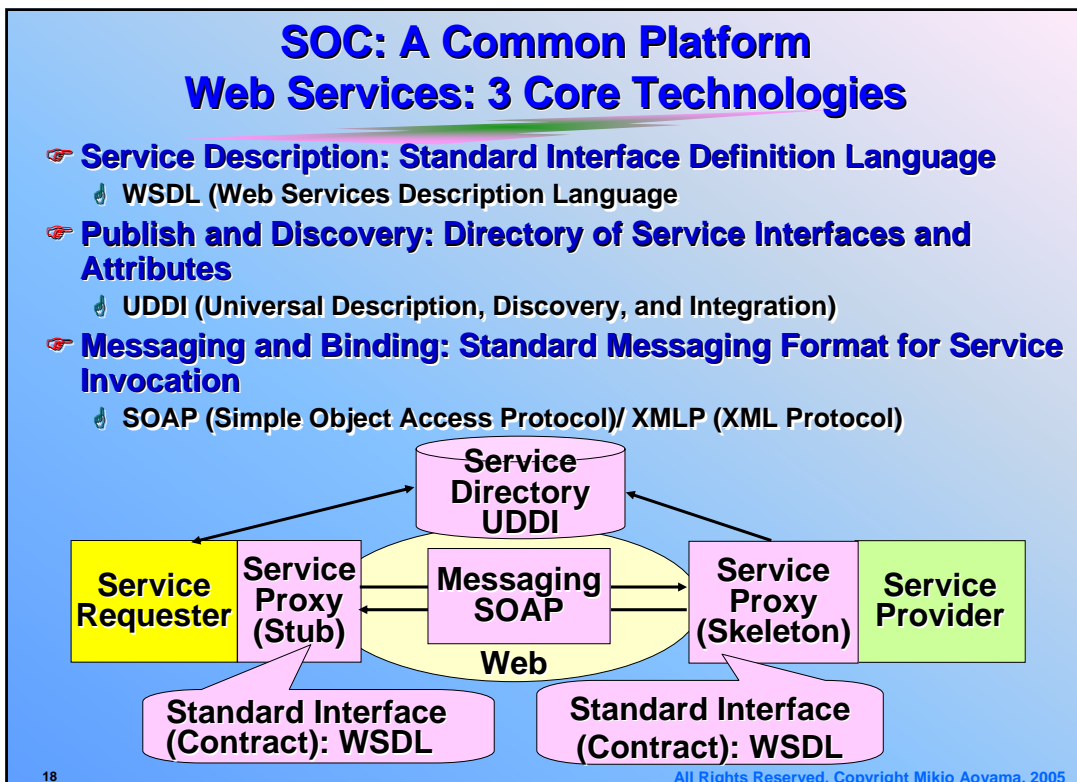 SOC: A Common Platform
Web Services: 3 Core Technologies
Service Description: Standard Interface Definition Language
WSDL (Web Services Description Language
Publish and Discovery: Directory of Service Interfaces and
Attributes
UDDI (Universal Description, Discovery, and Integration)
Messaging and Binding: Standard Messaging Format for Service
Invocation
SOAP (Simple Object Access Protocol)/ XMLP (XML Protocol)
Service
Directory
UDDI
Service
Requester
Service
Proxy
(Stub)
Messaging
SOAP
Web
Service
Proxy
(Skeleton)
Service
Provider
Standard Interface
(Contract): WSDL
Standard Interface
(Contract): WSDL
18
All Rights Reserved, Copyright Mikio Aoyama, 2005